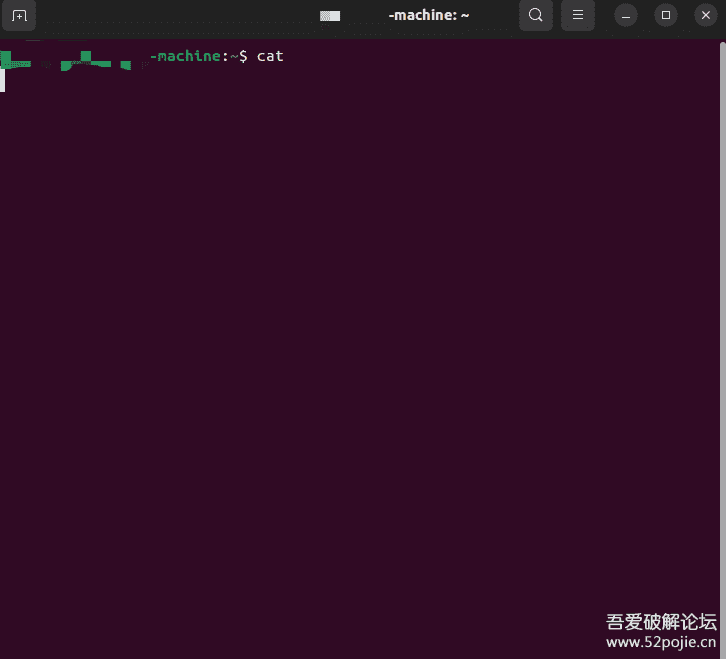 -machine: ~
-machine:~$ cat
吾爱破解论坛
www.52pojie.cn